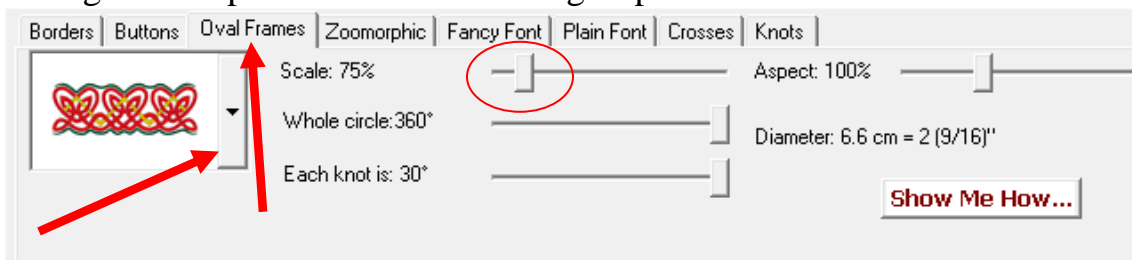 Borders Buttons Oval Frames Zoomorphic Fancy Font Plain Font Crosses Knots
Scale: 75% Aspect: 100%
Whole circle:360°
Diameter: 6.6 cm = 2 (9/16)"
Each knot is: 30°
Show Me How...